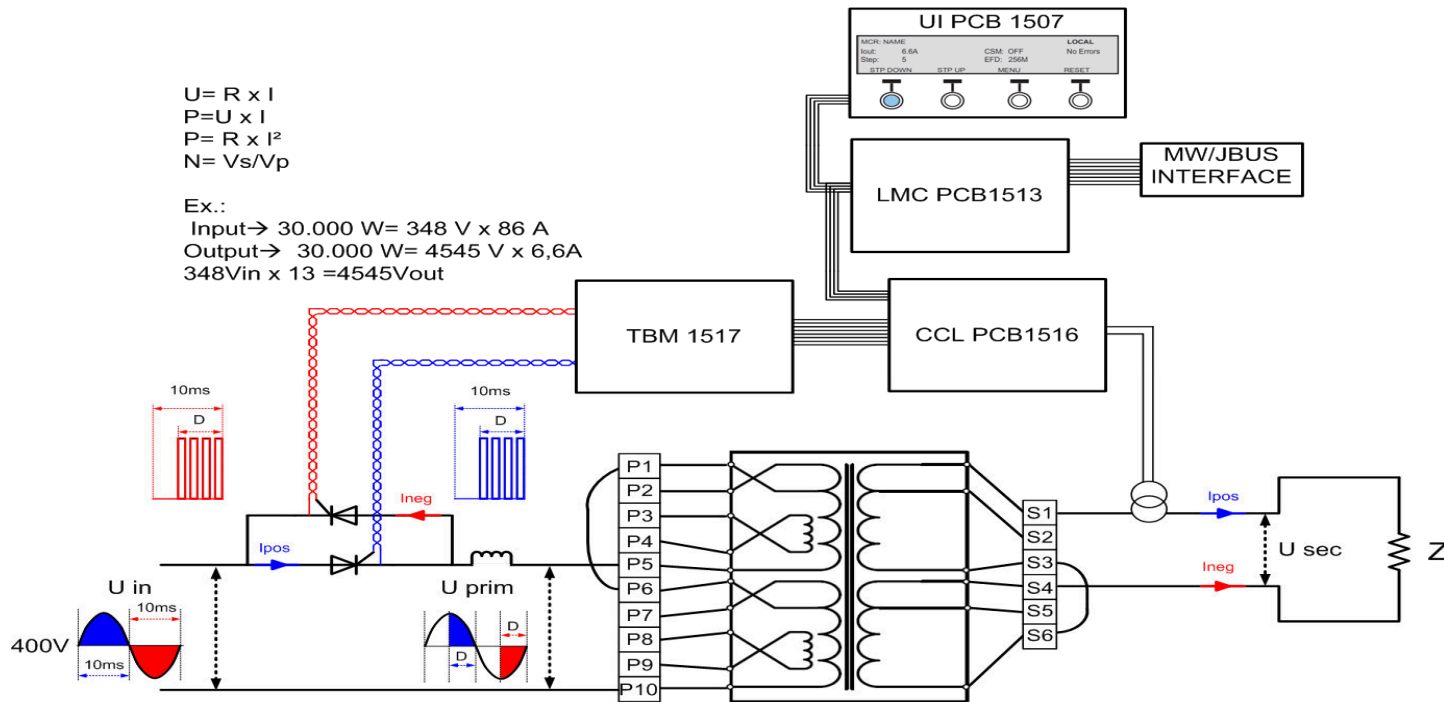 UI PCB 1507
MCR: NAME LOCAL
Iout: 6.6A CSM: OFF No Errors
Step: 5 EFD: 256M
STP DOWN STP UP MENU RESET
U= R x I
P=U x I
P= R x I²
N= Vs/Vp
Ex.:
Input→ 30.000 W= 348 V x 86 A
Output→ 30.000 W= 4545 V x 6,6A
348Vin x 13 =4545Vout
LMC PCB1513
MW/JBUS
INTERFACE
TBM 1517
CCL PCB1516
10ms
D
10ms
D
Ineg
Ipos
U in
10ms
400V
10ms
U prim
D
D
P1
P2
P3
P4
P5
P6
P7
P8
P9
P10
S1
S2
S3
S4
S5
S6
Ipos
U sec
Ineg
Z